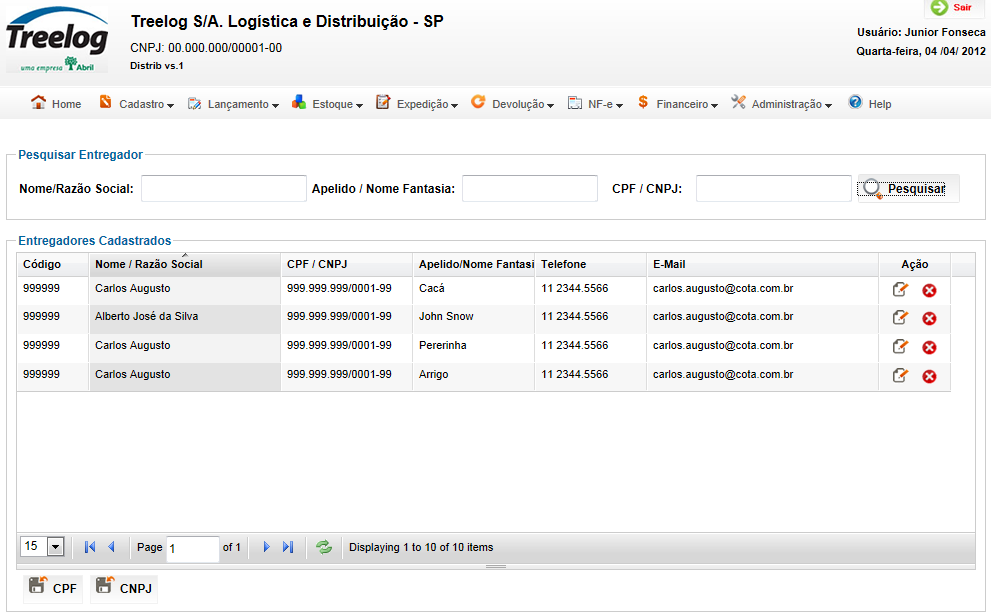 Treelog
uma empresa Abril
Treelog S/A. Logística e Distribuição - SP
CNPJ: 00.000.000/00001-00
Distrib vs.1
Sair
Usuário: Junior Fonseca
Quarta-feira, 04 /04/ 2012
Home Cadastro Lançamento Estoque Expedição Devolução NF-e Financeiro Administração Help
Pesquisar Entregador
Nome/Razão Social: Apelido / Nome Fantasia: CPF / CNPJ: Pesquisar
Entregadores Cadastrados
Código Nome / Razão Social CPF / CNPJ Apelido/Nome Fantasi Telefone E-Mail Ação
999999 Carlos Augusto 999.999.999/0001-99 Cacá 11 2344.5566 carlos.augusto@cota.com.br
999999 Alberto José da Silva 999.999.999/0001-99 John Snow 11 2344.5566 carlos.augusto@cota.com.br
999999 Carlos Augusto 999.999.999/0001-99 Pererinha 11 2344.5566 carlos.augusto@cota.com.br
999999 Carlos Augusto 999.999.999/0001-99 Arrigo 11 2344.5566 carlos.augusto@cota.com.br
15 Page 1 of 1 Displaying 1 to 10 of 10 items
CPF CNPJ